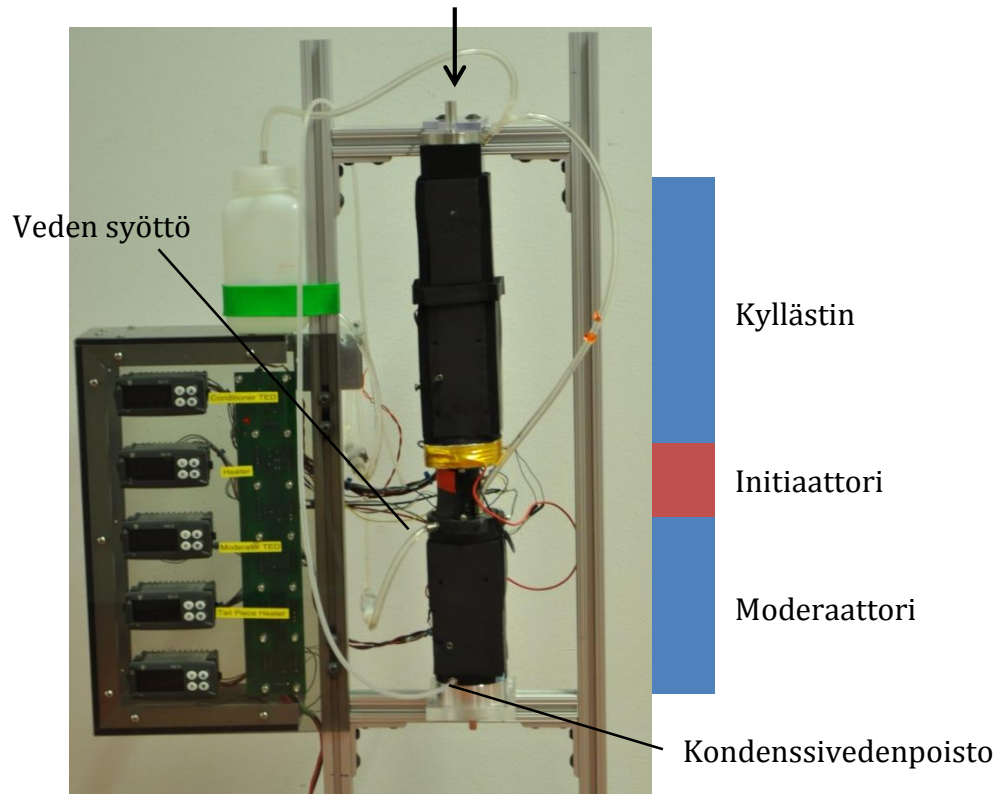 Veden syöttö
Kyllästin
Conditioner TED
Heater
Initiaattori
Moderator TED
Moderaattori
Tail Piece Heater
Kondenssivedenpoisto